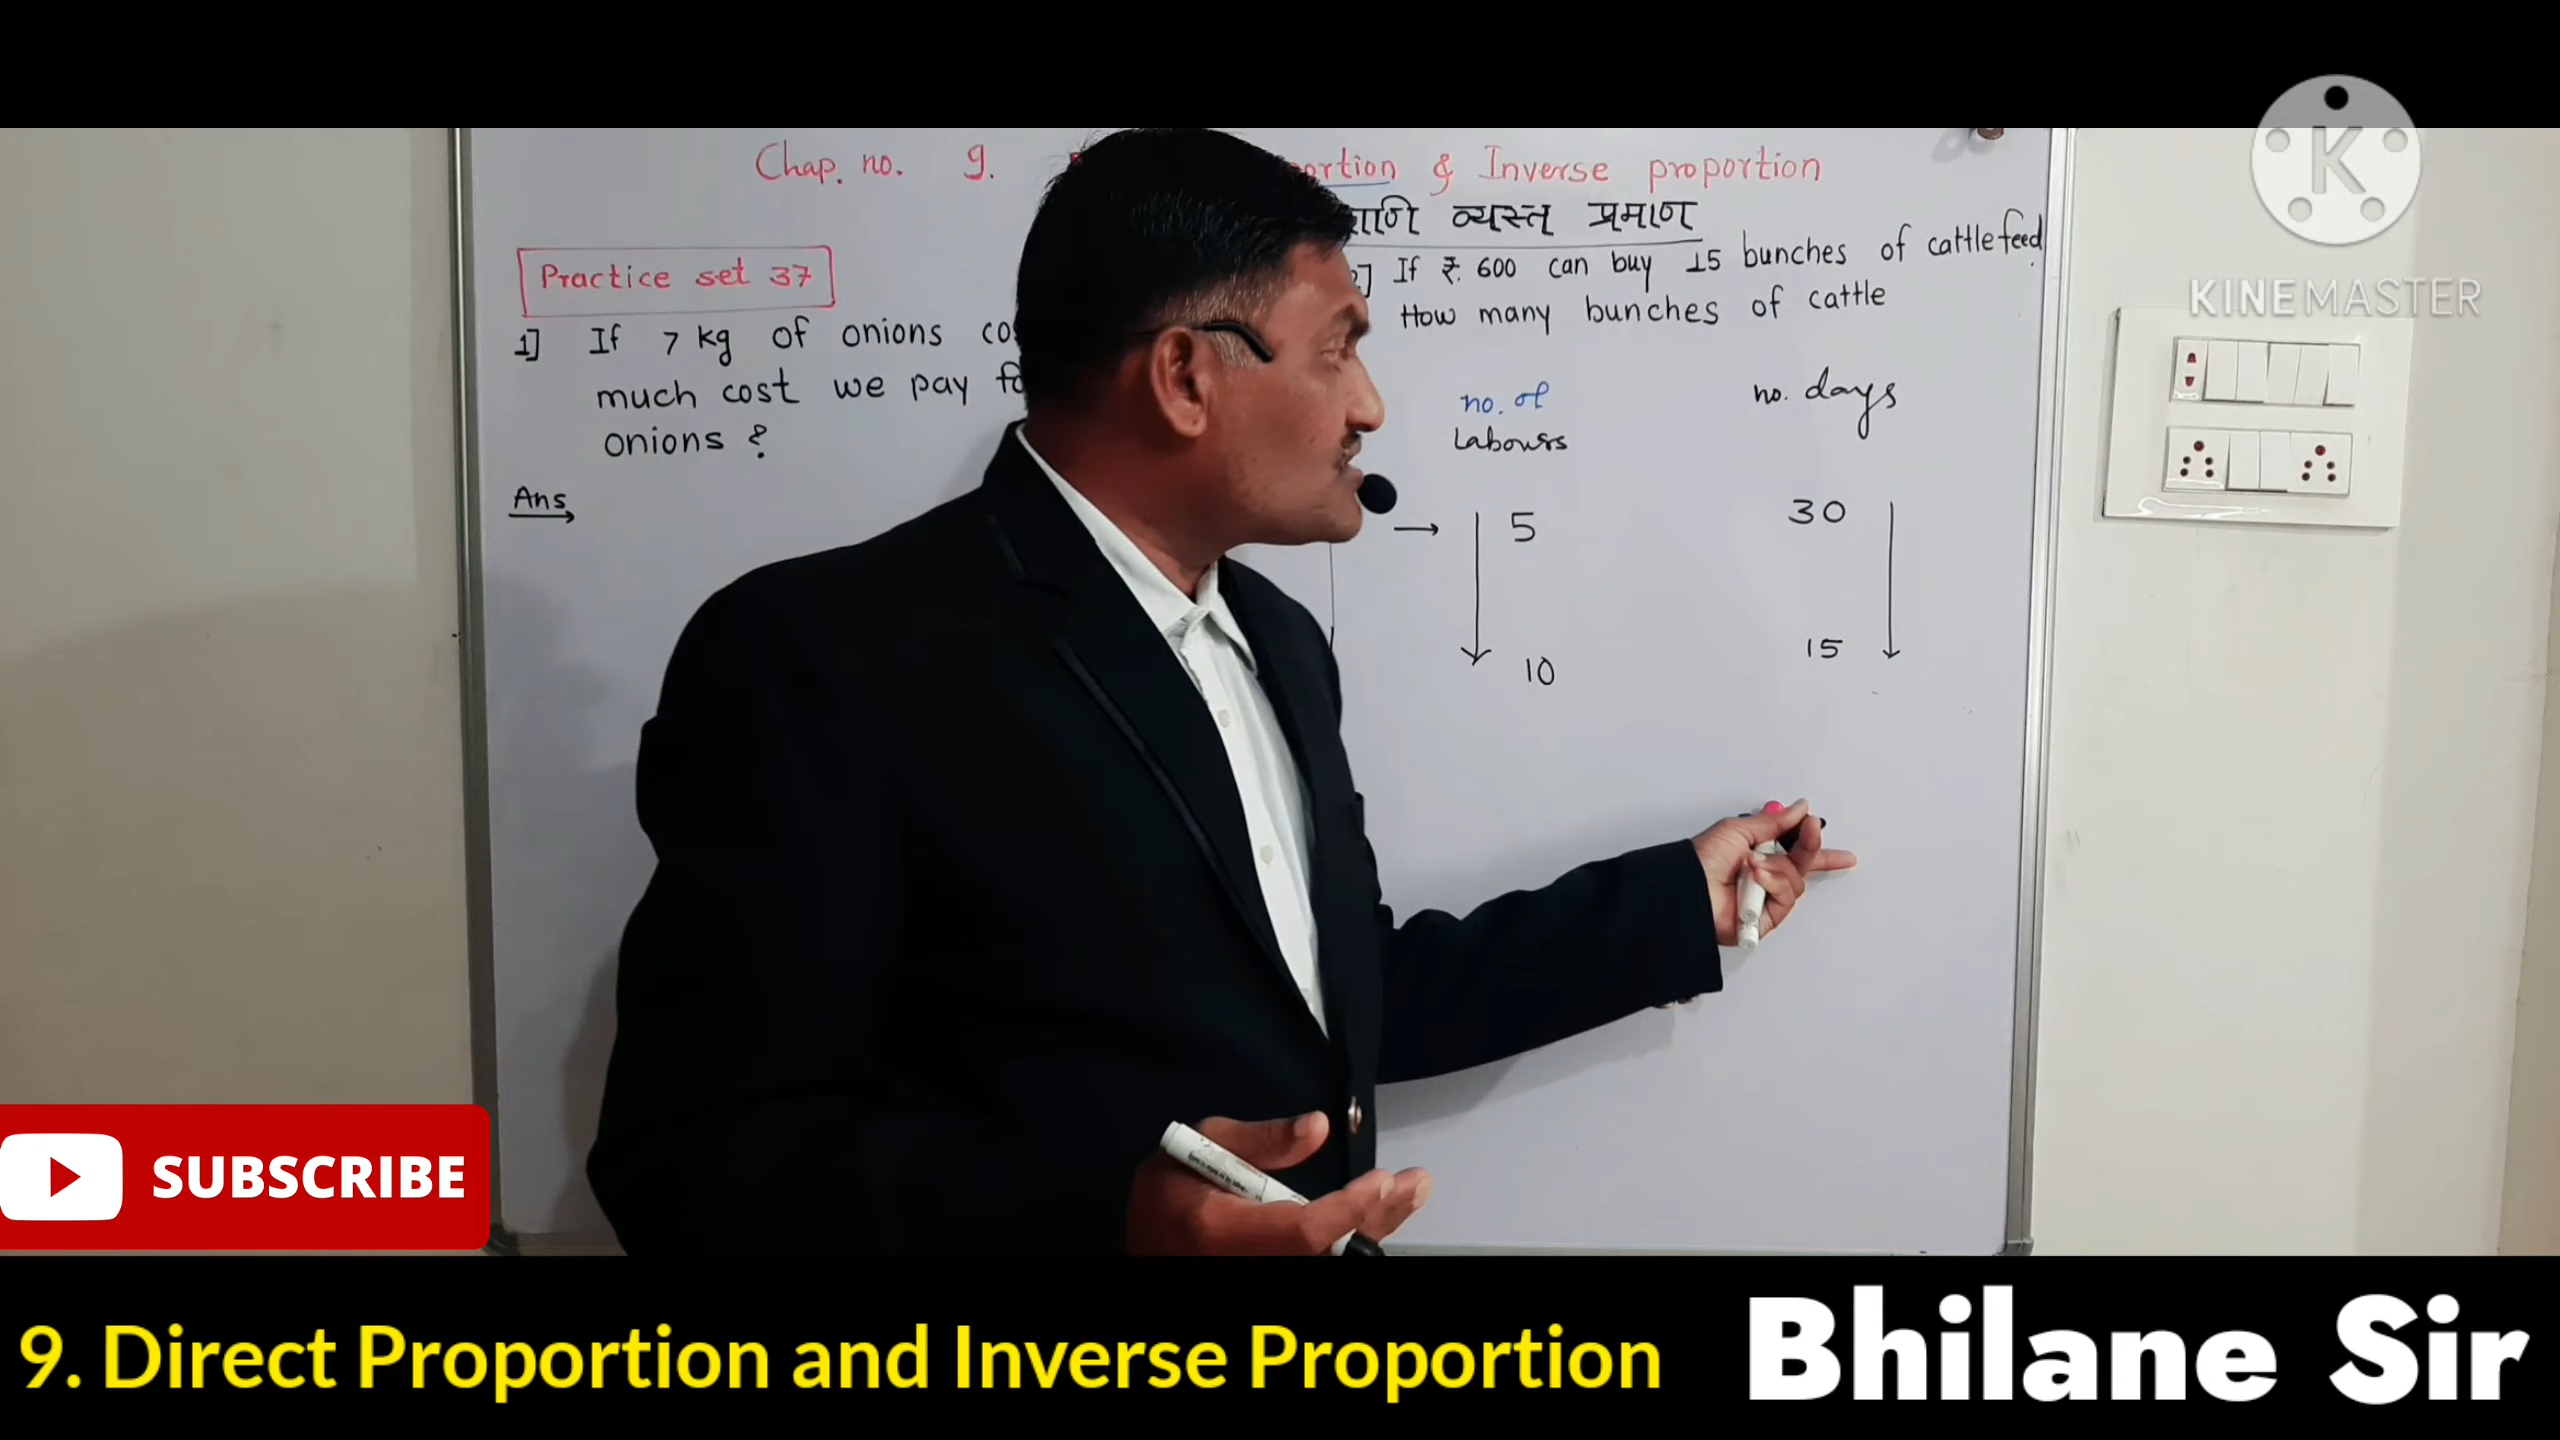 Chap. no. 9. & Inverse proportion
व्यस्त प्रमाण
Practice set 37
1] If 7 kg of onions
much cost we pay
onions ?
Ans
If ₹. 600 can buy 15 bunches of cattle feed.
How many bunches of cattle
no. of
Labours
no. days
5
30
10
15
KINEMASTER
SUBSCRIBE
9. Direct Proportion and Inverse Proportion
Bhilane Sir